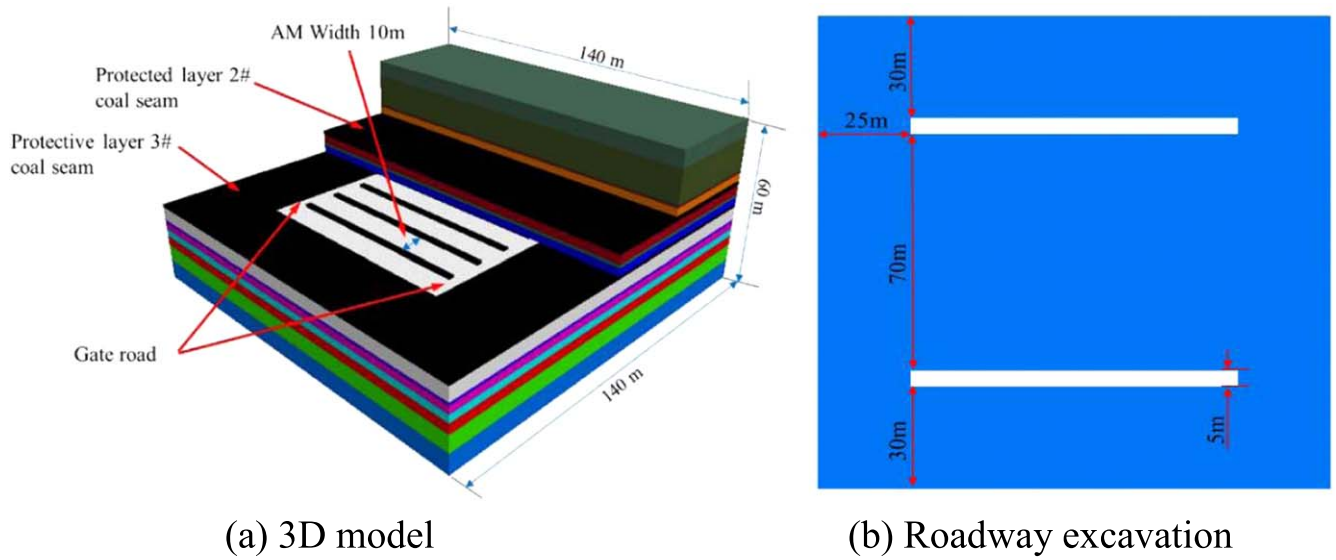 AM Width 10m
140 m
Protected layer 2#
coal seam
Protective layer 3#
coal seam
60 m
Gate road
140 m
(a) 3D model
30m
25m
70m
5m
30m
(b) Roadway excavation